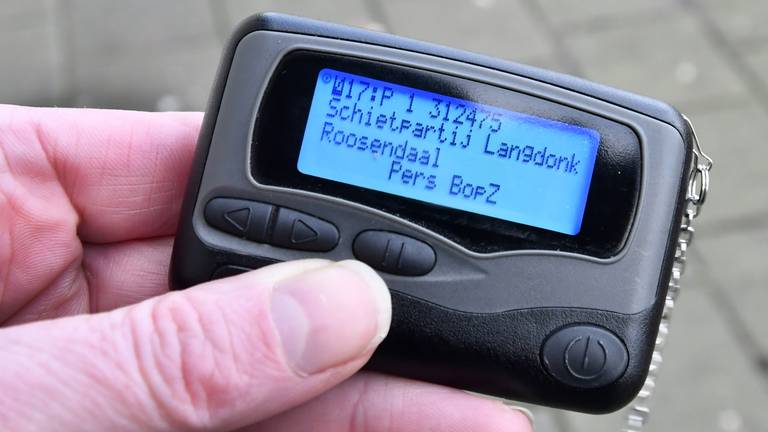 W17:P 1 312475
Schietpartij Langdonk
Roosendaal
Pers BopZ